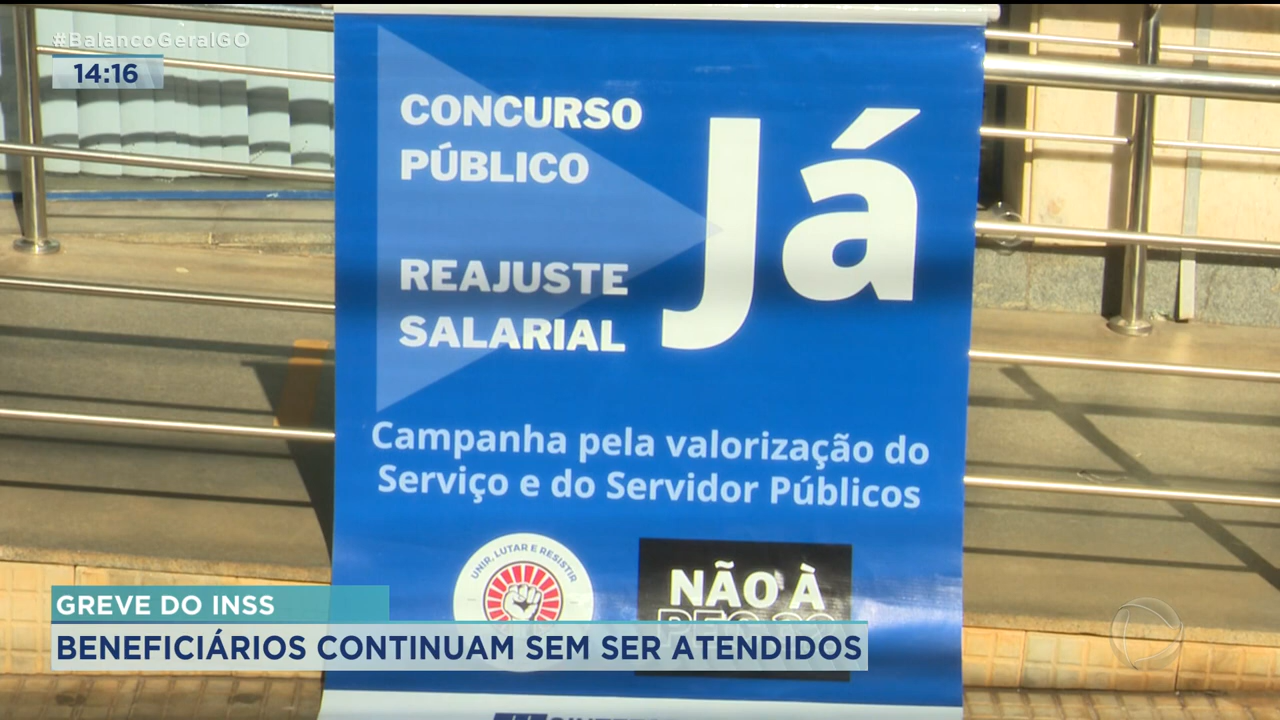 #BalancoGeralGO
14:16
CONCURSO
PÚBLICO
REAJUSTE
SALARIAL
Já
Campanha pela valorização do
Serviço e do Servidor Públicos
UNIR, LUTAR E RESISTIR
NÃO À
GREVE DO INSS
BENEFICIÁRIOS CONTINUAM SEM SER ATENDIDOS